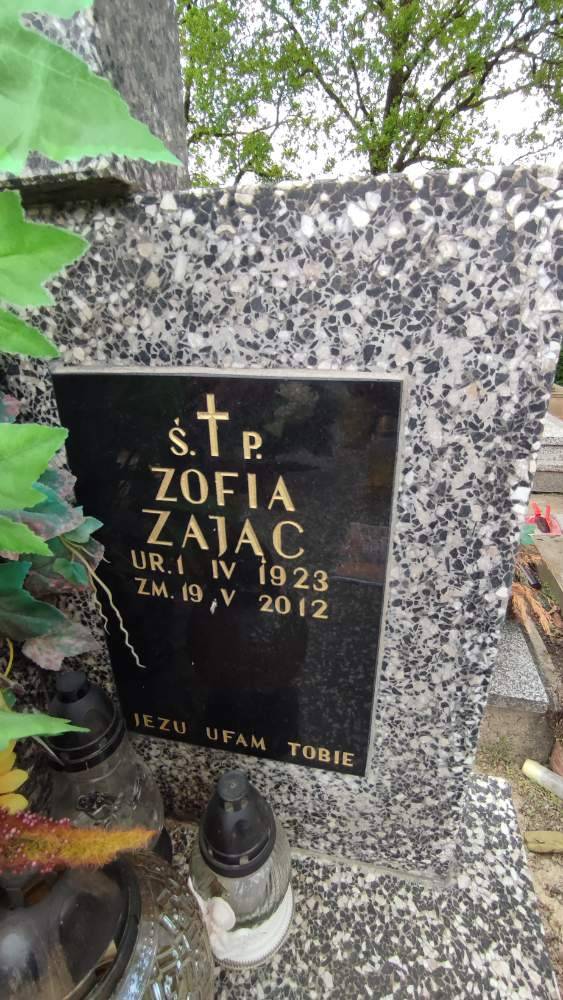 Ś. P.
ZOFIA
ZAJĄC
UR. 1 IV 1923
ZM. 19, V 2012
JEZU UFAM TOBIE